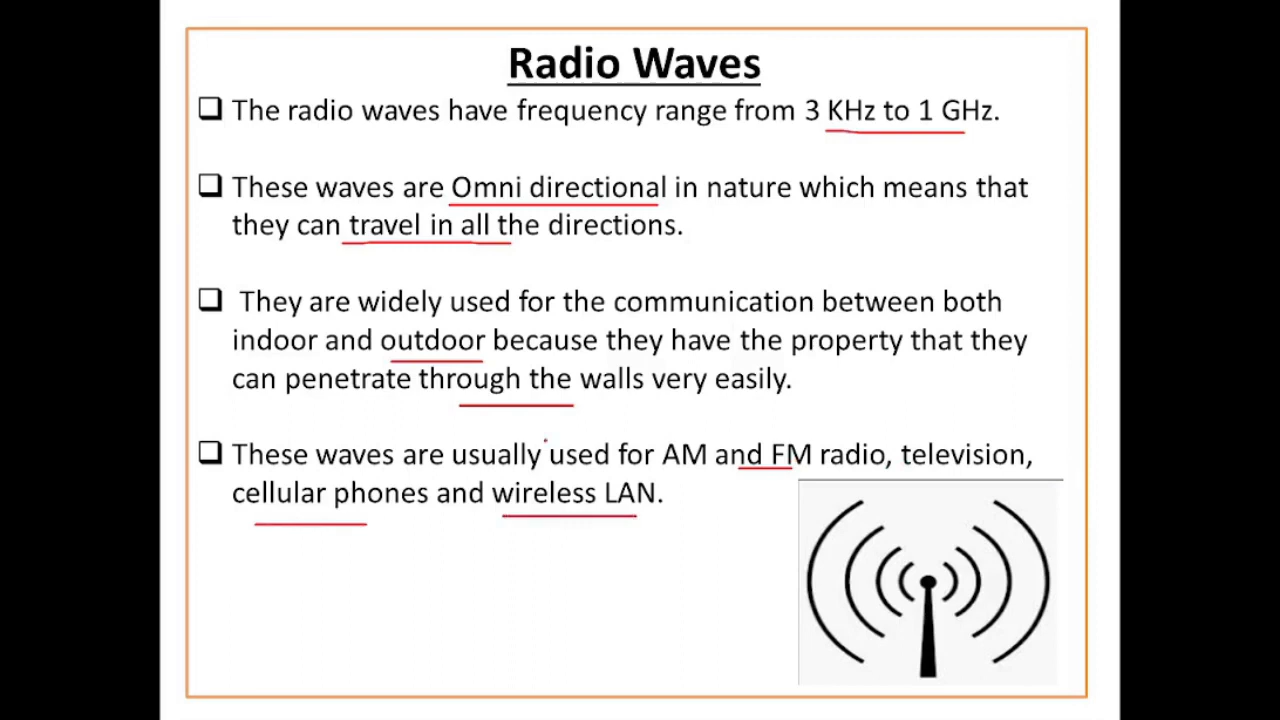 Radio Waves
The radio waves have frequency range from 3 KHz to 1 GHz.
These waves are Omni directional in nature which means that
they can travel in all the directions.
They are widely used for the communication between both
indoor and outdoor because they have the property that they
can penetrate through the walls very easily.
These waves are usually used for AM and FM radio, television,
cellular phones and wireless LAN.